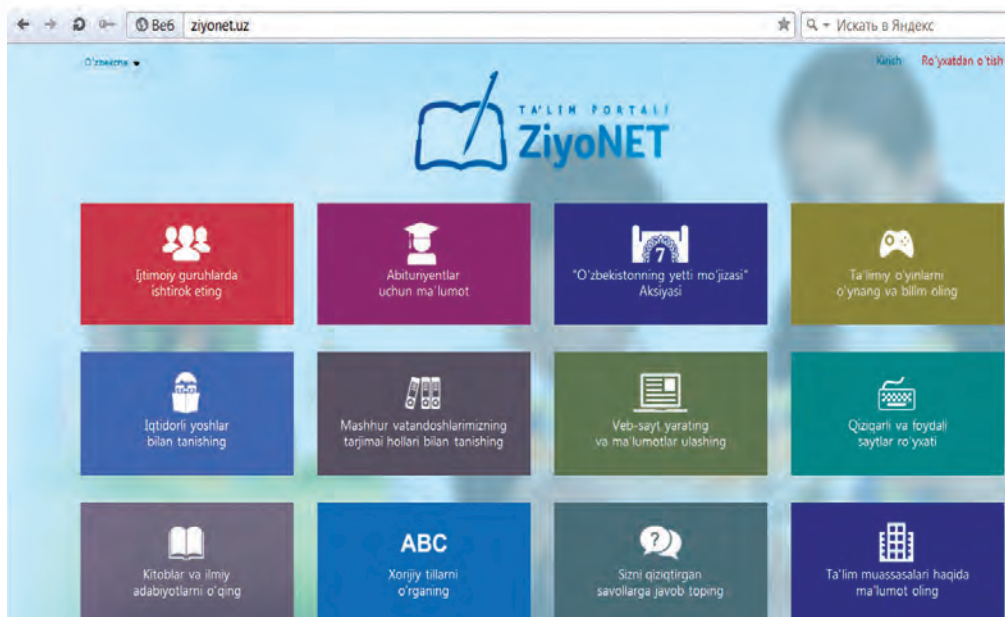 Веб ziyonet.uz Искать в Яндекс
O'zbekcha Kirish Ro'yxatdan o'tish
TA'LIM PORTALI
ZiyoNET
Ijtimoiy guruhlarda
ishtirok eting
Abituriyentlar
uchun ma'lumot
7
"O'zbekistonning yetti mo'jizasi"
Aksiyasi
Ta'limiy o'yinlarni
o'ynang va bilim oling
Iqtidorli yoshlar
bilan tanishing
Mashhur vatandoshlarimizning
tarjimai hollari bilan tanishing
Veb-sayt yarating
va ma'lumotlar ulashing
Qiziqarli va foydali
saytlar ro'yxati
Kitoblar va ilmiy
adabiyotlarni o'qing
ABC
Xorijiy tillarni
o'rganing
?
Sizni qiziqtirgan
savollarga javob toping
Ta'lim muassasalari haqida
ma'lumot oling